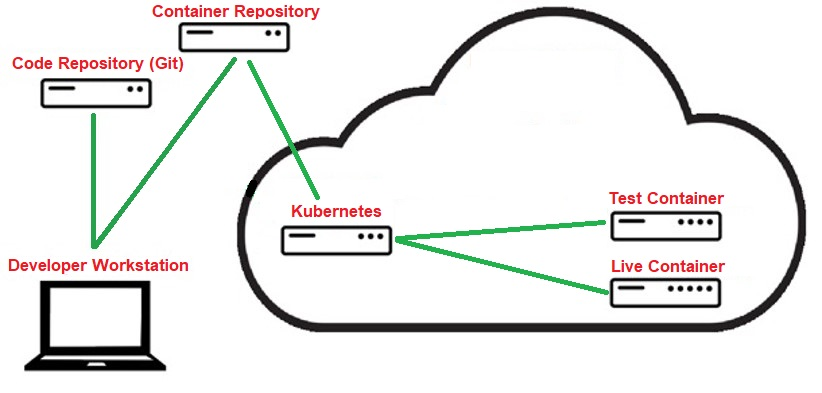 Container Repository
Code Repository (Git)
Test Container
Kubernetes
Developer Workstation
Live Container